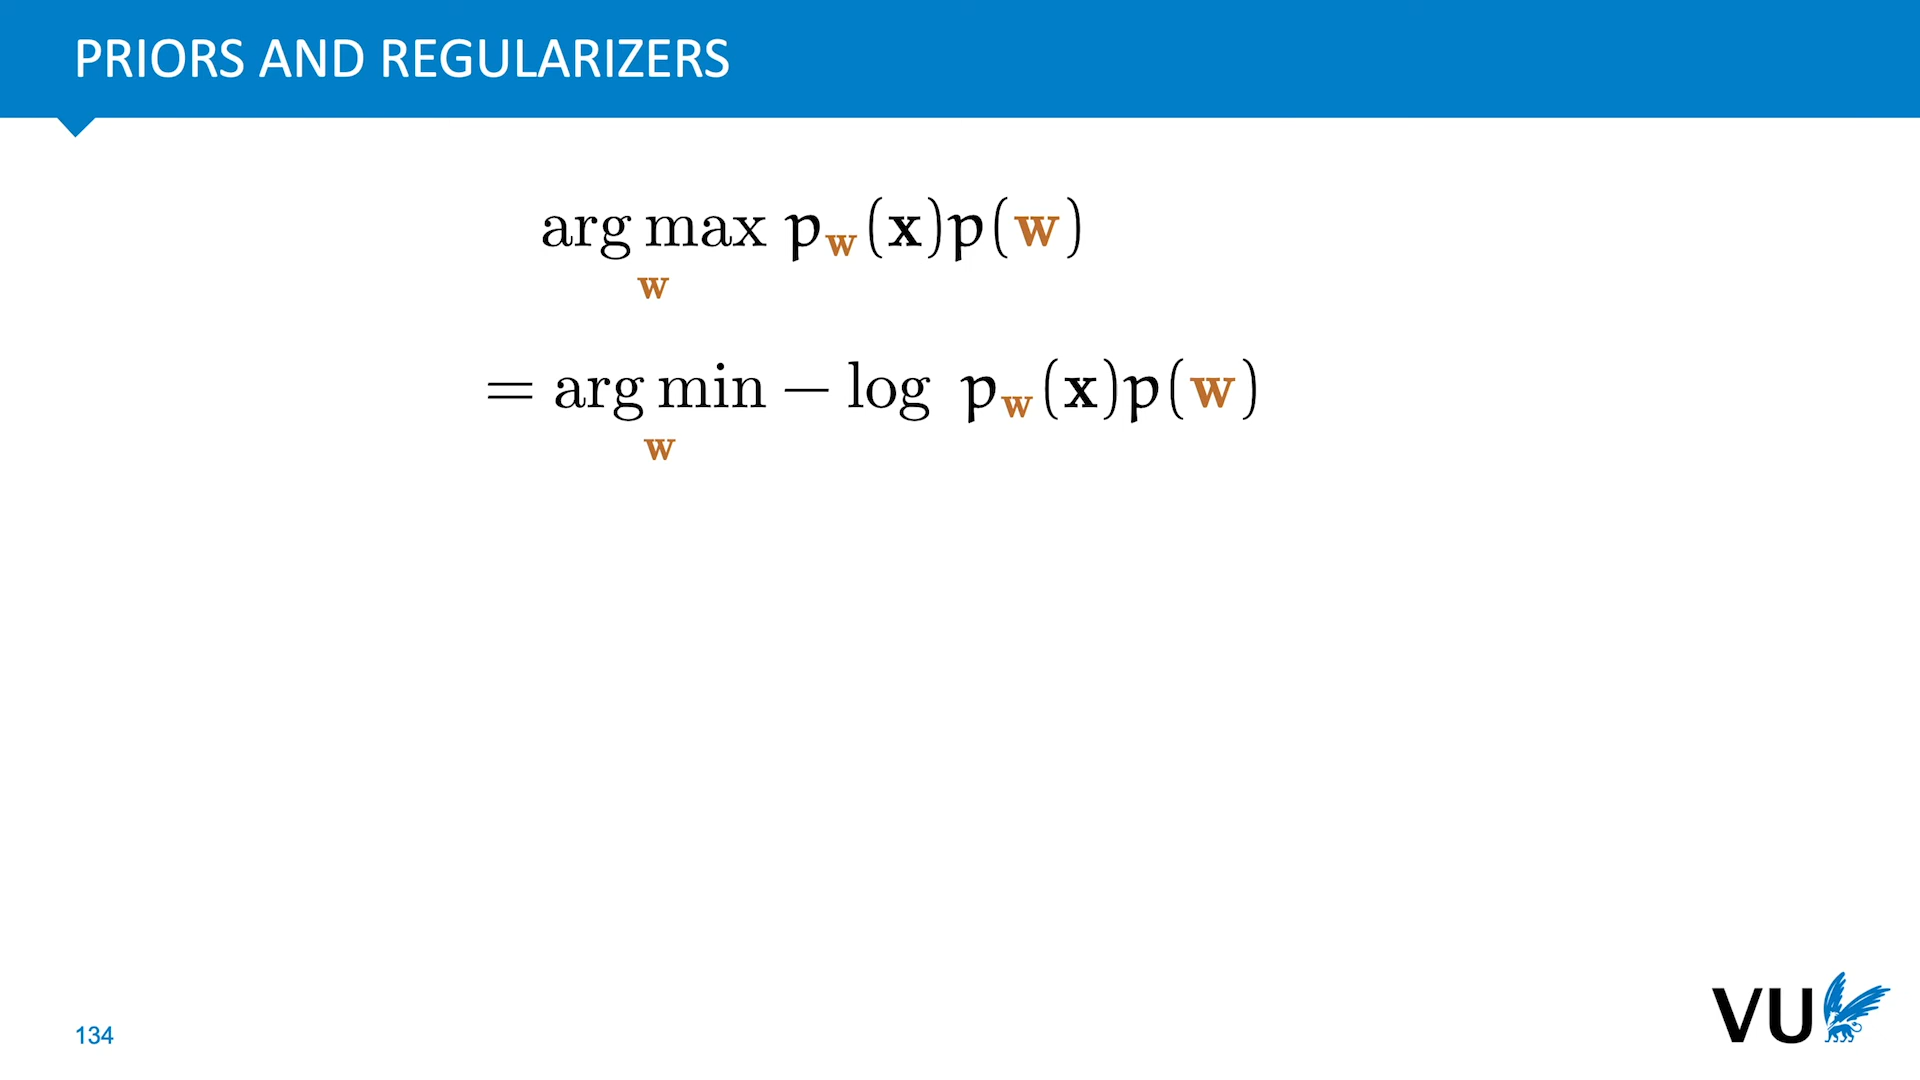 PRIORS AND REGULARIZERS
arg max p_w(x)p(w)
w
= arg min − log p_w(x)p(w)
w
134
VU